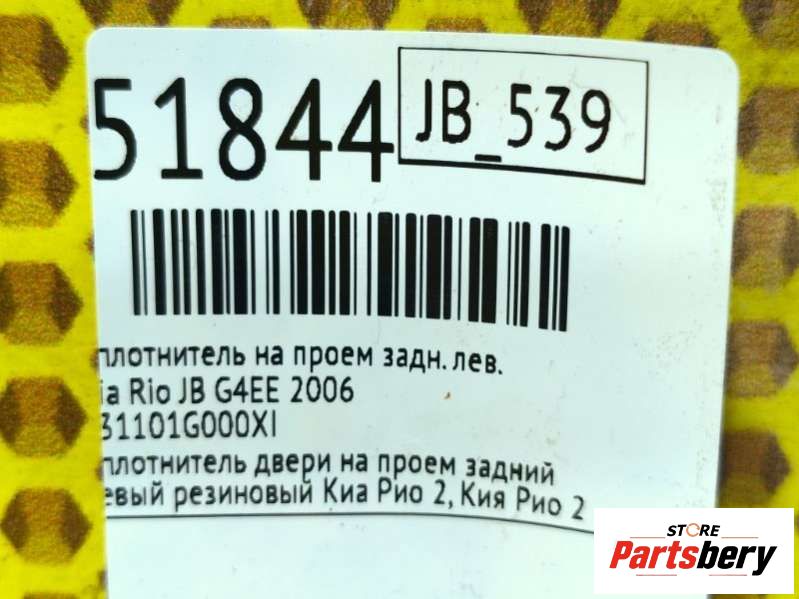 51844
JB_539
плотнитель на проем задн. лев.
ia Rio JB G4EE 2006
31101G000XI
плотнитель двери на проем задний
евый резиновый Киа Рио 2, Кия Рио 2
STORE
Partsbery